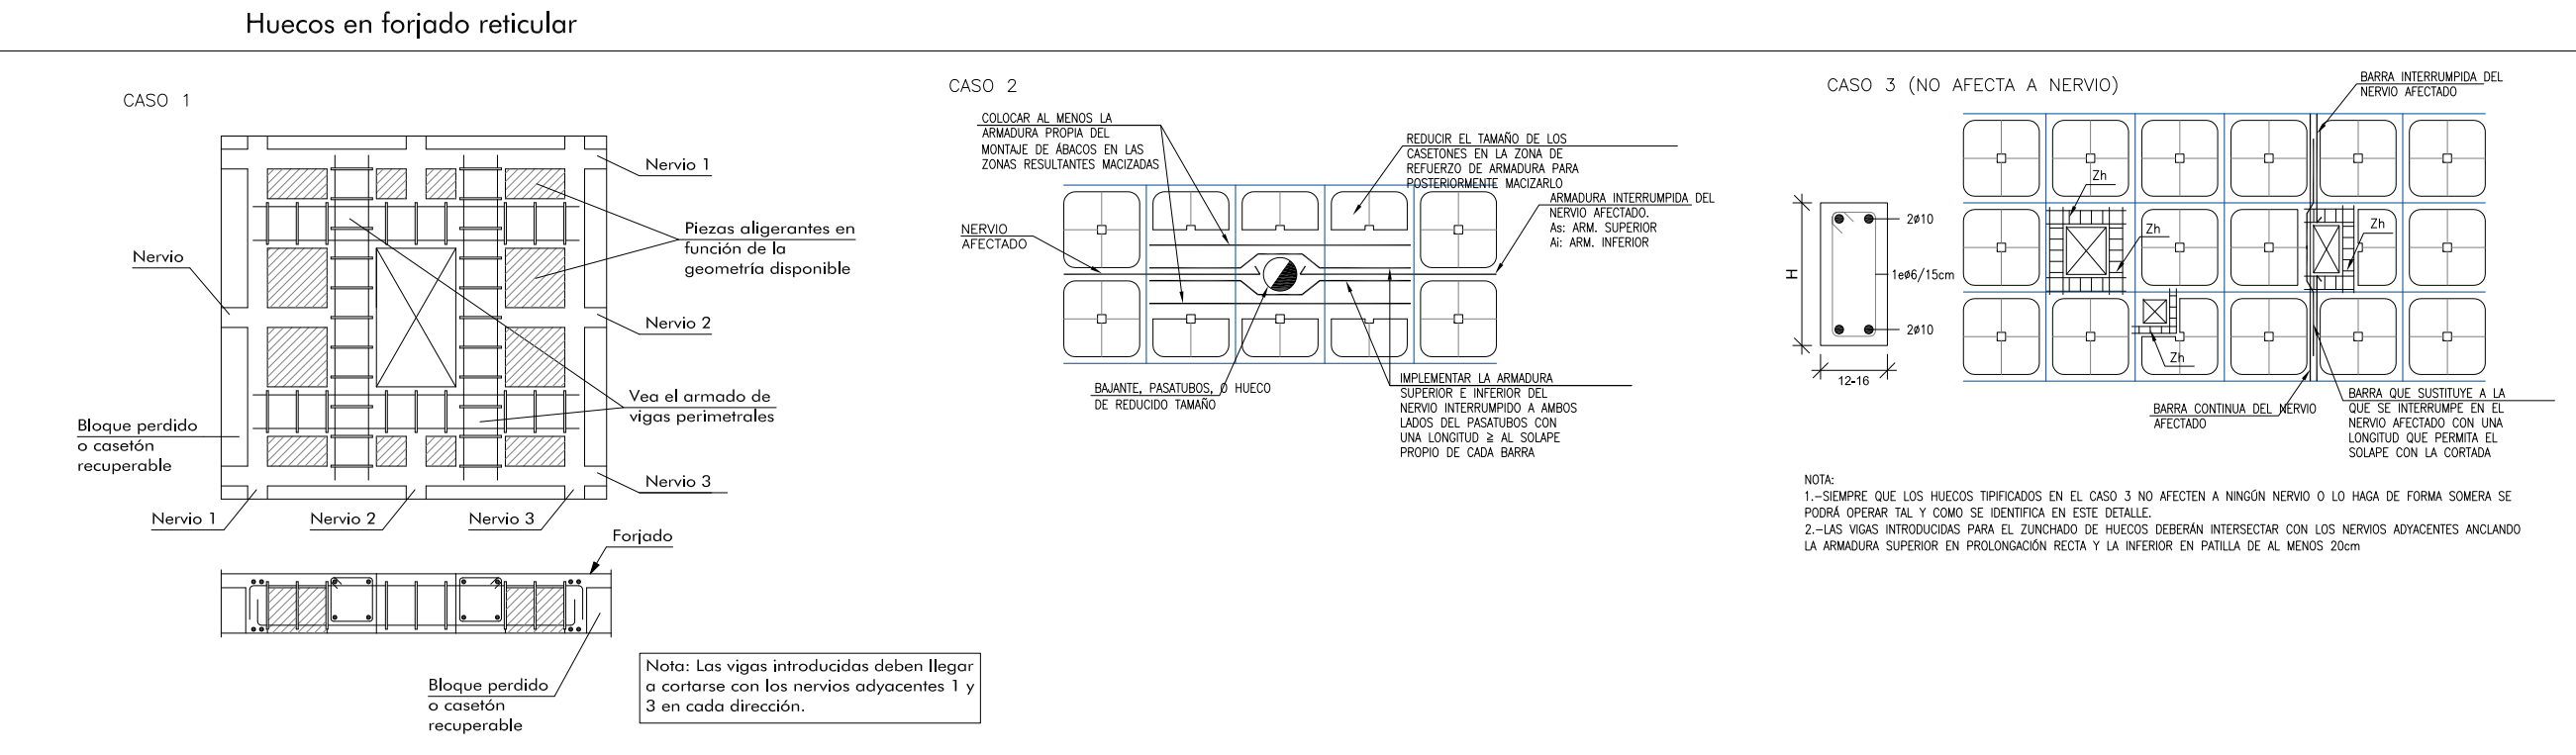 Huecos en forjado reticular
CASO 1
Nervio 1
Piezas aligerantes en
función de la
geometría disponible
Nervio
Nervio 2
Vea el armado de
vigas perimetrales
Bloque perdido
o casetón
recuperable
Nervio 3
Nervio 1
Nervio 2
Nervio 3
Forjado
Bloque perdido
o casetón
recuperable
Nota: Las vigas introducidas deben llegar
a cortarse con los nervios adyacentes 1 y
3 en cada dirección.
CASO 2
COLOCAR AL MENOS LA
ARMADURA PROPIA DEL
MONTAJE DE ÁBACOS EN LAS
ZONAS RESULTANTES MACIZADAS
REDUCIR EL TAMAÑO DE LOS
CASETONES EN LA ZONA DE
REFUERZO DE ARMADURA PARA
POSTERIORMENTE MACIZARLO
ARMADURA INTERRUMPIDA DEL
NERVIO AFECTADO.
As: ARM. SUPERIOR
Ai: ARM. INFERIOR
NERVIO
AFECTADO
BAJANTE, PASATUBOS, O HUECO
DE REDUCIDO TAMAÑO
IMPLEMENTAR LA ARMADURA
SUPERIOR E INFERIOR DEL
NERVIO INTERRUMPIDO A AMBOS
LADOS DEL PASATUBOS CON
UNA LONGITUD ≥ AL SOLAPE
PROPIO DE CADA BARRA
CASO 3 (NO AFECTA A NERVIO)
BARRA INTERRUMPIDA DEL
NERVIO AFECTADO
2ø10
H
1eø6/15cm
2ø10
12-16
Zh
Zh
Zh
Zh
BARRA CONTINUA DEL NERVIO
AFECTADO
BARRA QUE SUSTITUYE A LA
QUE SE INTERRUMPE EN EL
NERVIO AFECTADO CON UNA
LONGITUD QUE PERMITA EL
SOLAPE CON LA CORTADA
NOTA:
1.-SIEMPRE QUE LOS HUECOS TIPIFICADOS EN EL CASO 3 NO AFECTEN A NINGÚN NERVIO O LO HAGA DE FORMA SOMERA SE
PODRÁ OPERAR TAL Y COMO SE IDENTIFICA EN ESTE DETALLE.
2.-LAS VIGAS INTRODUCIDAS PARA EL ZUNCHADO DE HUECOS DEBERÁN INTERSECTAR CON LOS NERVIOS ADYACENTES ANCLANDO
LA ARMADURA SUPERIOR EN PROLONGACIÓN RECTA Y LA INFERIOR EN PATILLA DE AL MENOS 20cm